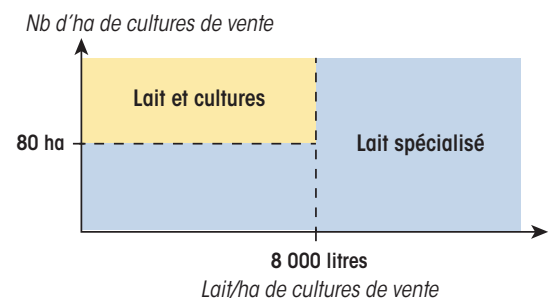 Nb d'ha de cultures de vente
Lait et cultures
80 ha
Lait spécialisé
8 000 litres
Lait/ha de cultures de vente